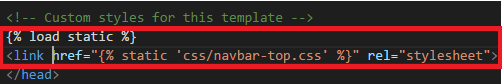 <!-- Custom styles for this template -->
{% load static %}
<link href="{% static 'css/navbar-top.css' %}" rel="stylesheet">
</head>